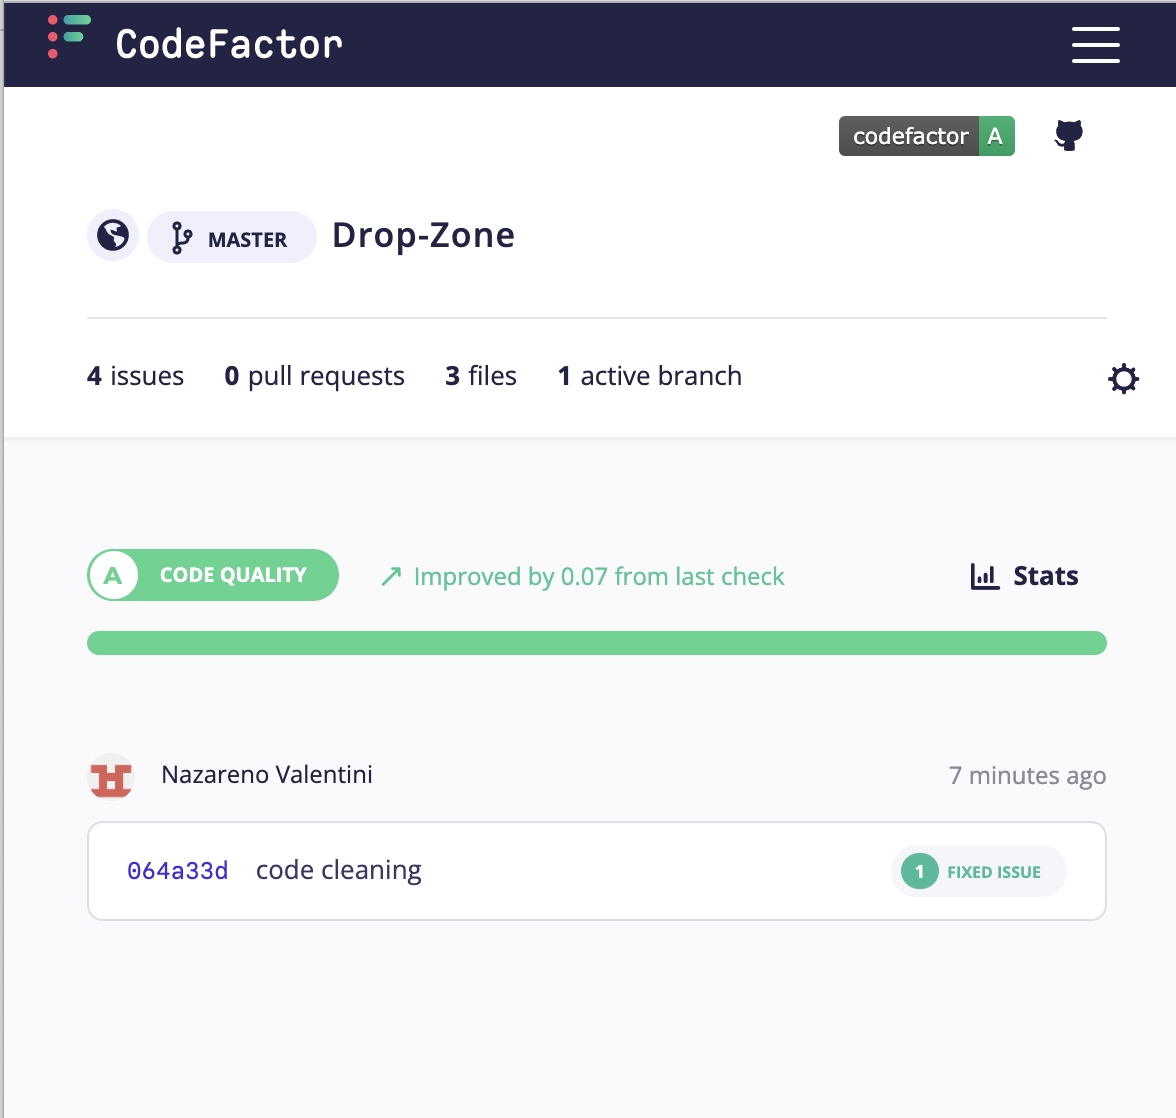 CodeFactor
codefactor A
MASTER Drop-Zone
4 issues 0 pull requests 3 files 1 active branch
A CODE QUALITY Improved by 0.07 from last check Stats
Nazareno Valentini 7 minutes ago
064a33d code cleaning 1 FIXED ISSUE